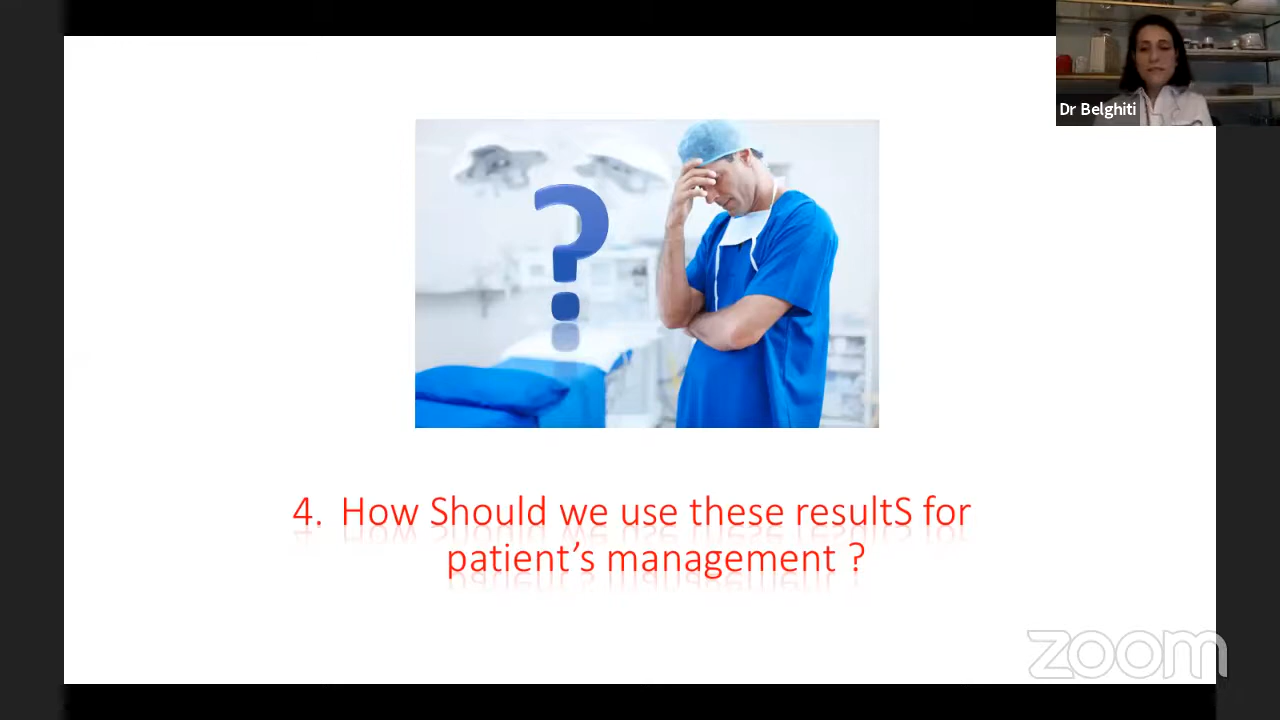 Dr Belghiti
?
4. How Should we use these resultS for
patient’s management ?
zoom